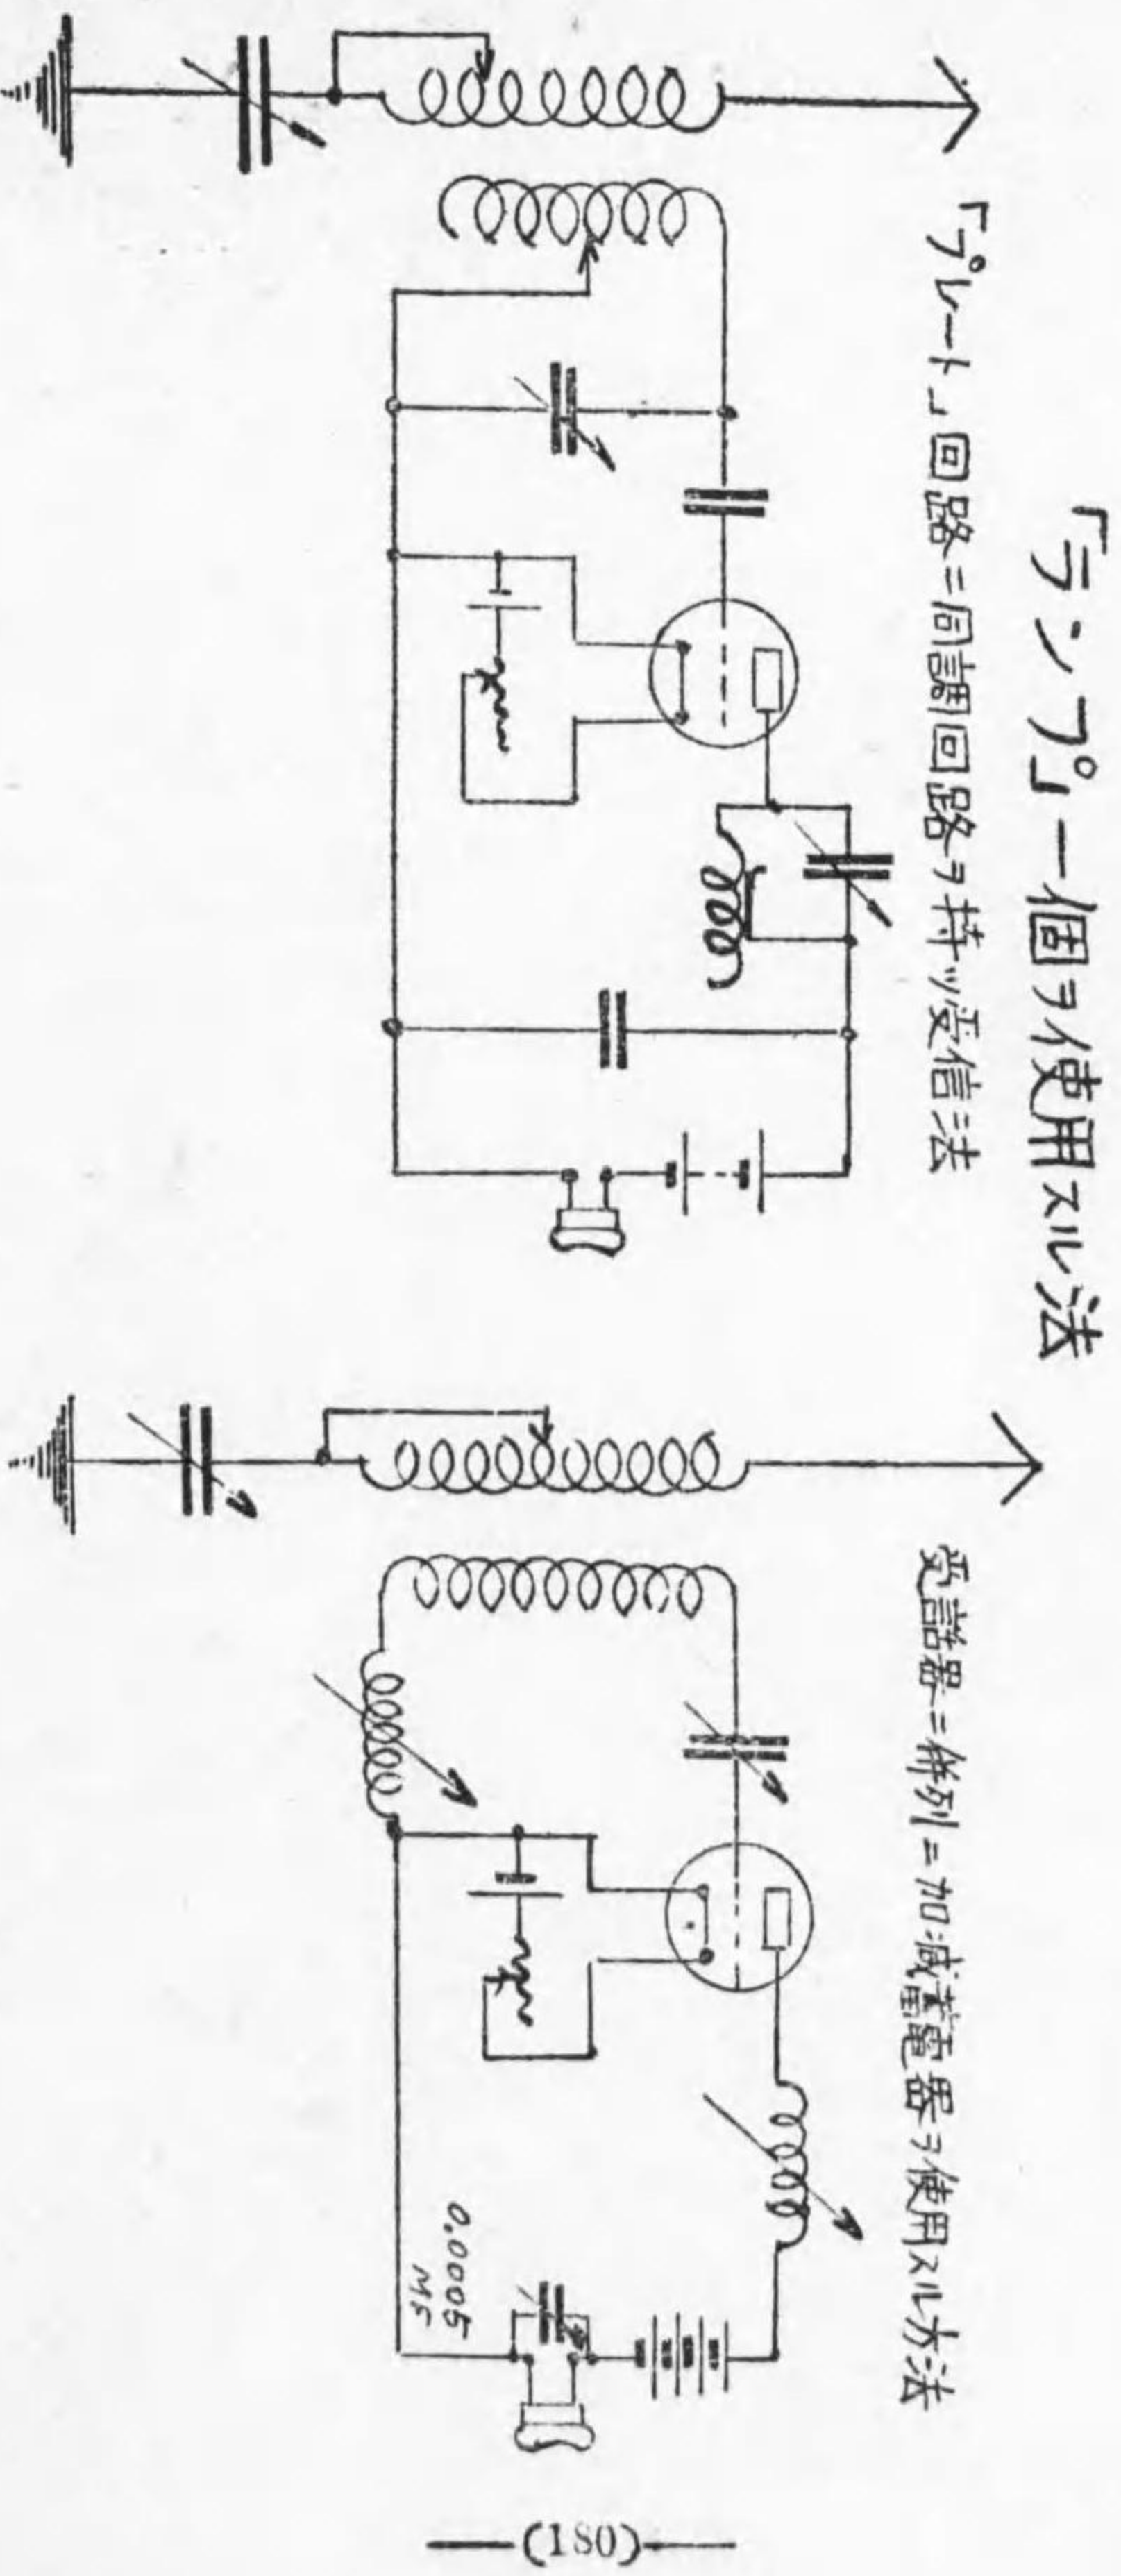 「ランプ」一個ヲ使用スル法
「プレート」回路ニ同調回路ヲ持ツ受信法
受話器ニ併列ニ加減蓄電器ヲ使用スル方法
0.0005
MF
(180)